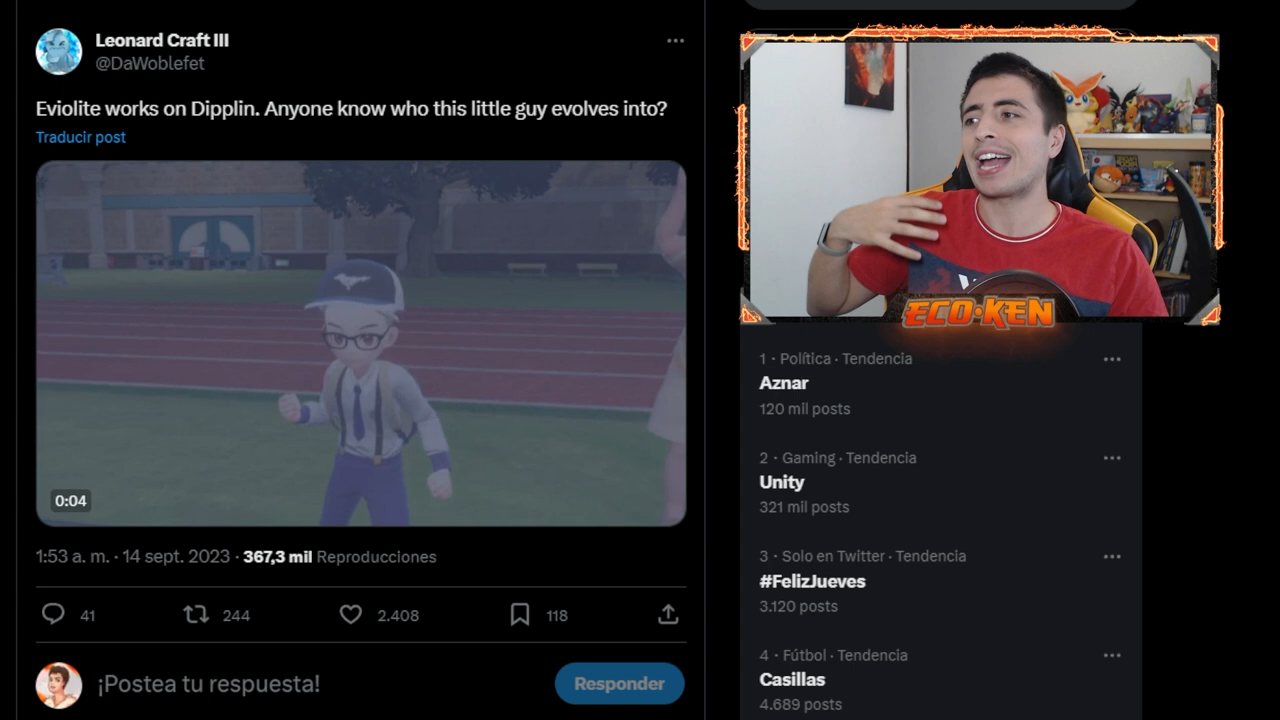 Leonard Craft III
@DaWoblefet
Eviolite works on Dipplin. Anyone know who this little guy evolves into?
Traducir post
0:04
1:53 a. m. · 14 sept. 2023 · 367,3 mil Reproducciones
41
244
2.408
118
¡Postea tu respuesta!
Responder
ECO·KEN
1 · Política · Tendencia
Aznar
120 mil posts
2 · Gaming · Tendencia
Unity
321 mil posts
3 · Solo en Twitter · Tendencia
#FelizJueves
3.120 posts
4 · Fútbol · Tendencia
Casillas
4.689 posts